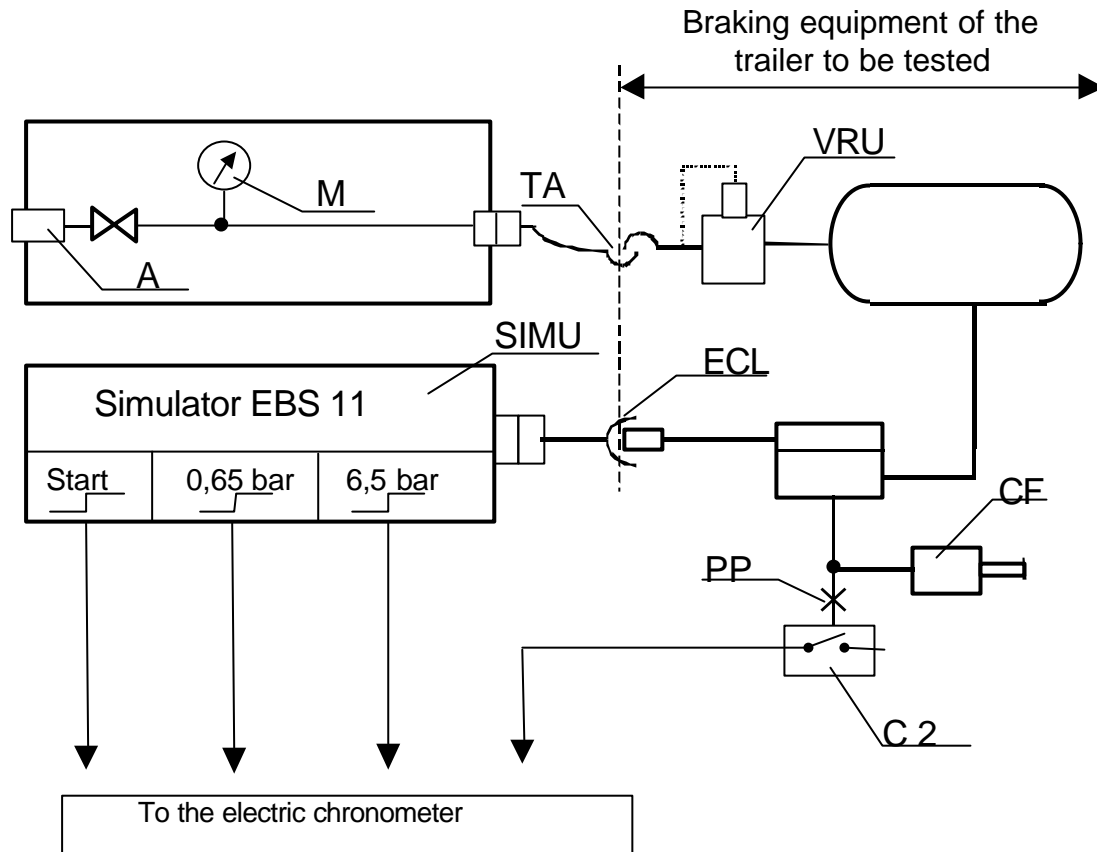 Braking equipment of the
trailer to be tested
VRU
TA
M
A
SIMU
ECL
Simulator EBS 11
Start
0,65 bar
6,5 bar
CF
PP
C 2
To the electric chronometer